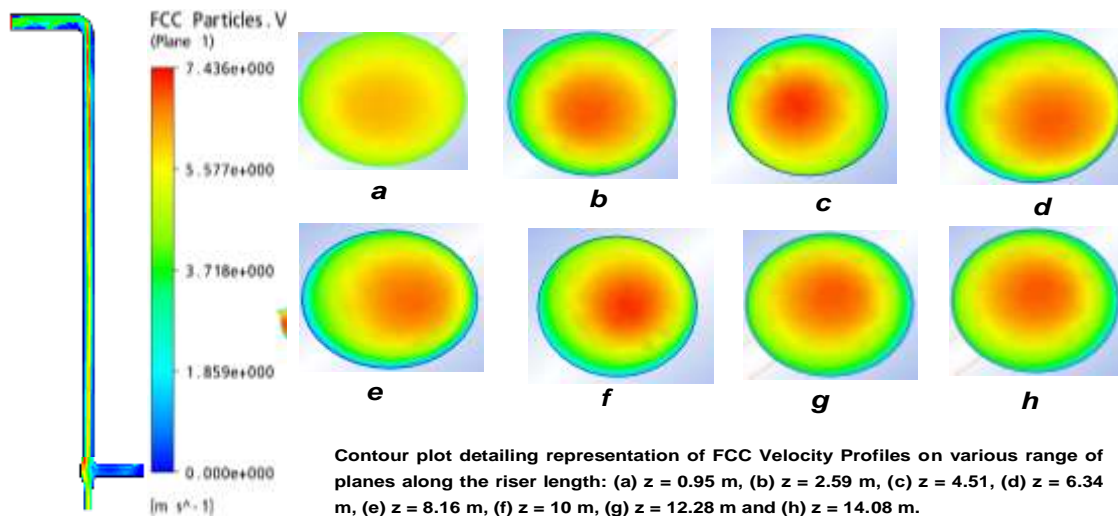 FCC Particles.V
(Plane 1)
7.436e+000
5.577e+000
3.718e+000
1.859e+000
0.000e+000
[m s^-1]
a
b
c
d
e
f
g
h
Contour plot detailing representation of FCC Velocity Profiles on various range of
planes along the riser length: (a) z = 0.95 m, (b) z = 2.59 m, (c) z = 4.51, (d) z = 6.34
m, (e) z = 8.16 m, (f) z = 10 m, (g) z = 12.28 m and (h) z = 14.08 m.